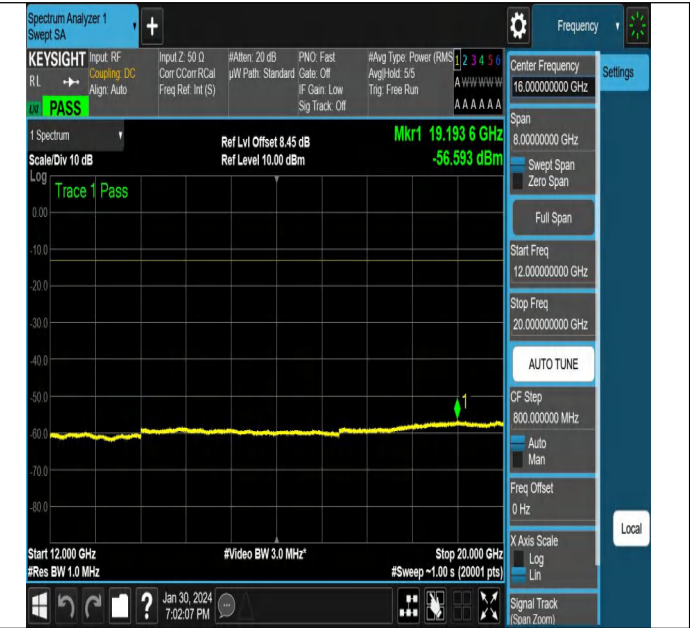 Spectrum Analyzer 1
Swept SA
+
Frequency
KEYSIGHT
RL
LXI
PASS
Input: RF
Coupling: DC
Align: Auto
Input Z: 50 Ω
Corr CCorr RCal
Freq Ref: Int (S)
#Atten: 20 dB
µW Path: Standard
PNO: Fast
Gate: Off
IF Gain: Low
Sig Track: Off
#Avg Type: Power (RMS
Avg|Hold: 5/5
Trig: Free Run
1 2 3 4 5 6
A W W W W W
A A A A A A
1 Spectrum
Scale/Div 10 dB
Ref Lvl Offset 8.45 dB
Ref Level 10.00 dBm
Mkr1 19.193 6 GHz
-56.593 dBm
Log
Trace 1 Pass
0.00
-10.0
-20.0
-30.0
-40.0
-50.0
-60.0
-70.0
-80.0
1
Start 12.000 GHz
#Res BW 1.0 MHz
#Video BW 3.0 MHz*
Stop 20.000 GHz
#Sweep ~1.00 s (20001 pts)
Center Frequency
16.000000000 GHz
Settings
Span
8.00000000 GHz
Swept Span
Zero Span
Full Span
Start Freq
12.000000000 GHz
Stop Freq
20.000000000 GHz
AUTO TUNE
CF Step
800.000000 MHz
Auto
Man
Freq Offset
0 Hz
X Axis Scale
Log
Lin
Local
Signal Track
(Span Zoom)
?
Jan 30, 2024
7:02:07 PM